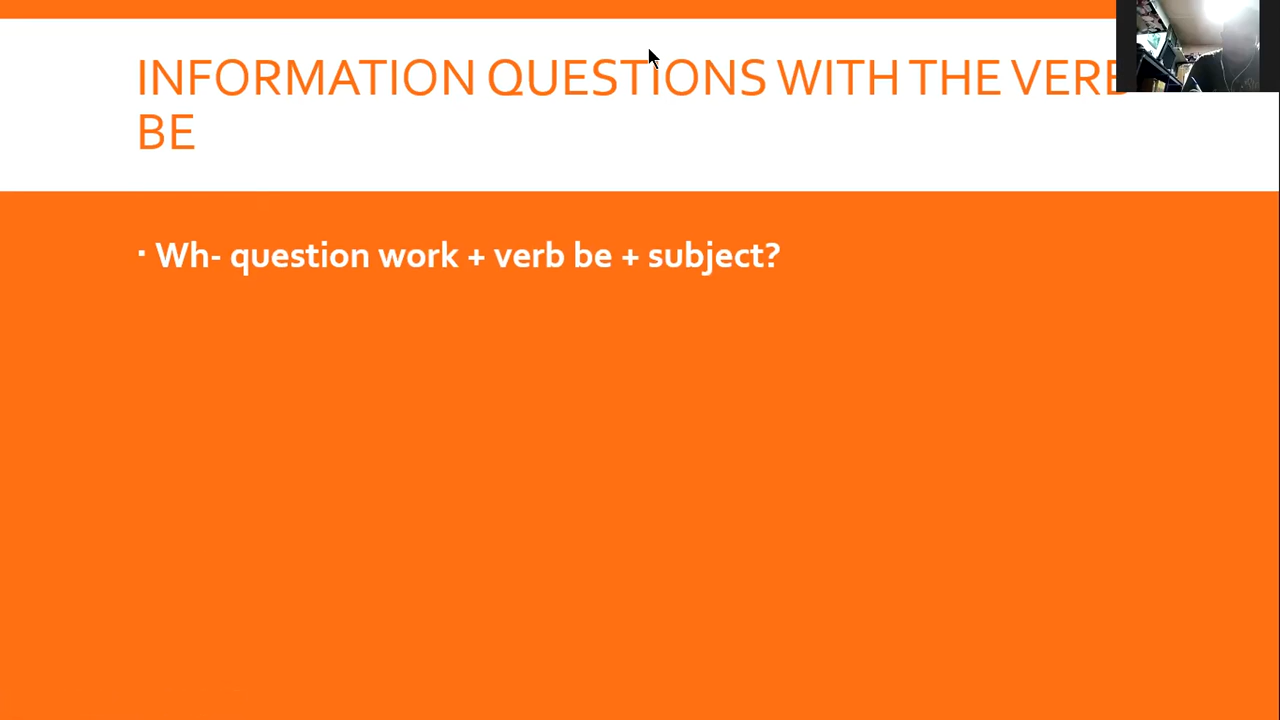 INFORMATION QUESTIONS WITH THE VERB
BE
▪ Wh- question work + verb be + subject?